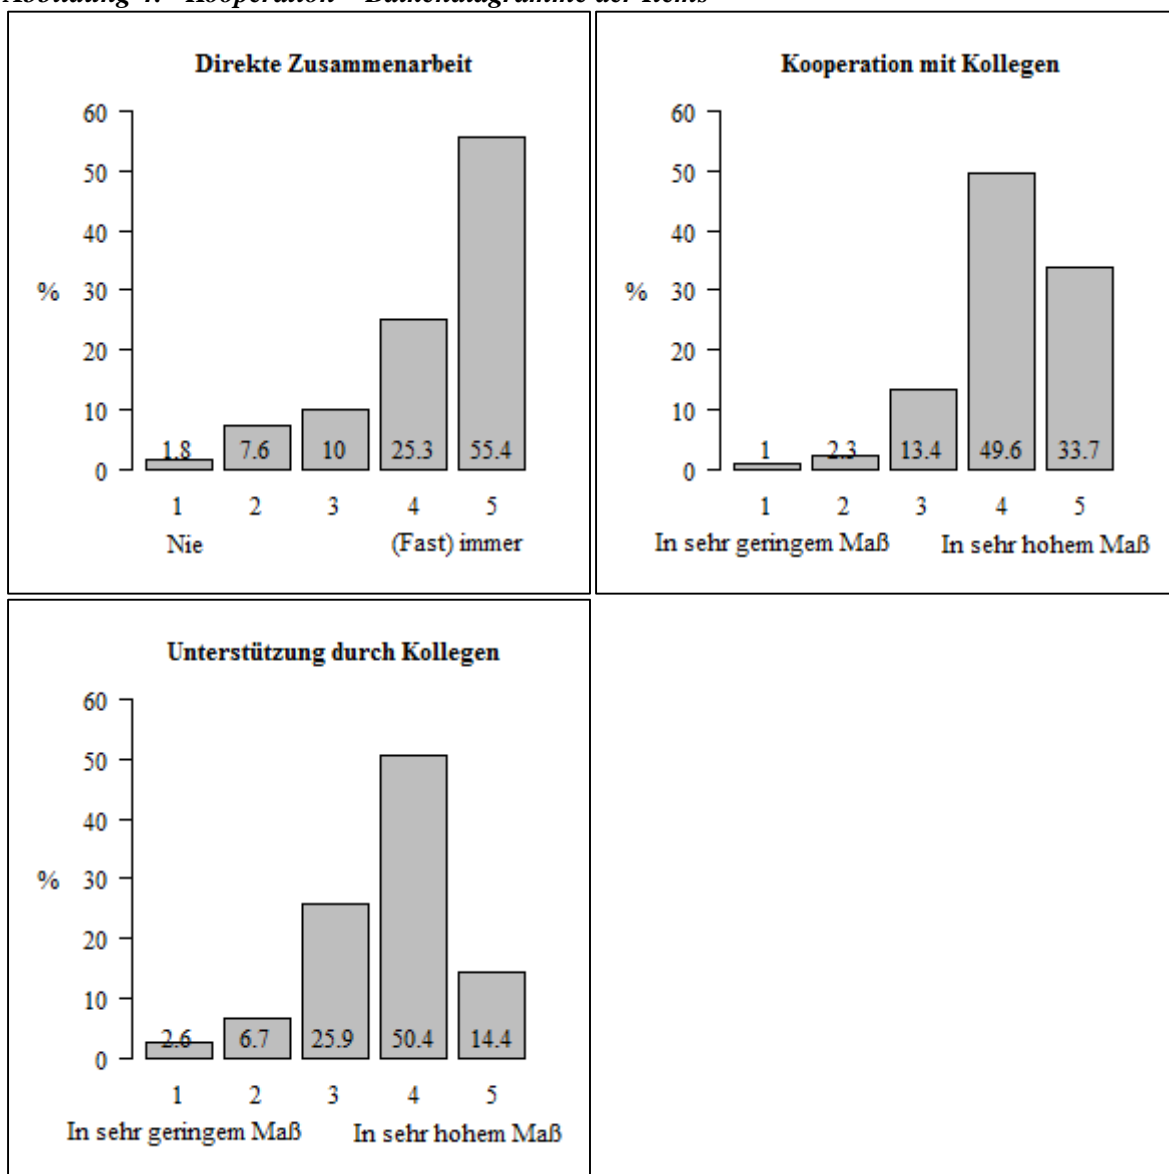 Direkte Zusammenarbeit
60
50
40
% 30
20
10
0
1.8 7.6 10 25.3 55.4
1 2 3 4 5
Nie (Fast) immer
Kooperation mit Kollegen
60
50
40
% 30
20
10
0
1 2.3 13.4 49.6 33.7
1 2 3 4 5
In sehr geringem Maß In sehr hohem Maß
Unterstützung durch Kollegen
60
50
40
% 30
20
10
0
2.6 6.7 25.9 50.4 14.4
1 2 3 4 5
In sehr geringem Maß In sehr hohem Maß